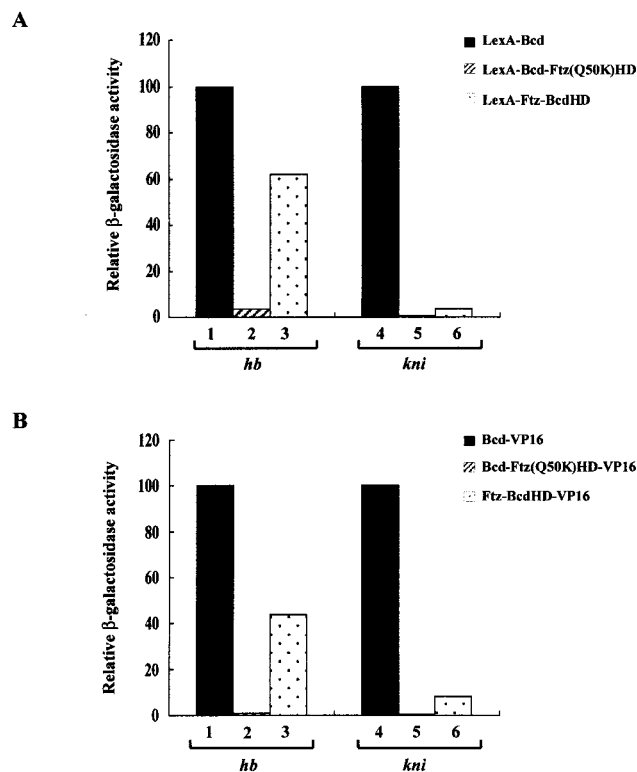 A
Relative β-galactosidase activity
120
100
80
60
40
20
0
LexA-Bcd
LexA-Bcd-Ftz(Q50K)HD
LexA-Ftz-BcdHD
1 2 3 4 5 6
hb kni
B
Relative β-galactosidase activity
120
100
80
60
40
20
0
Bcd-VP16
Bcd-Ftz(Q50K)HD-VP16
Ftz-BcdHD-VP16
1 2 3 4 5 6
hb kni